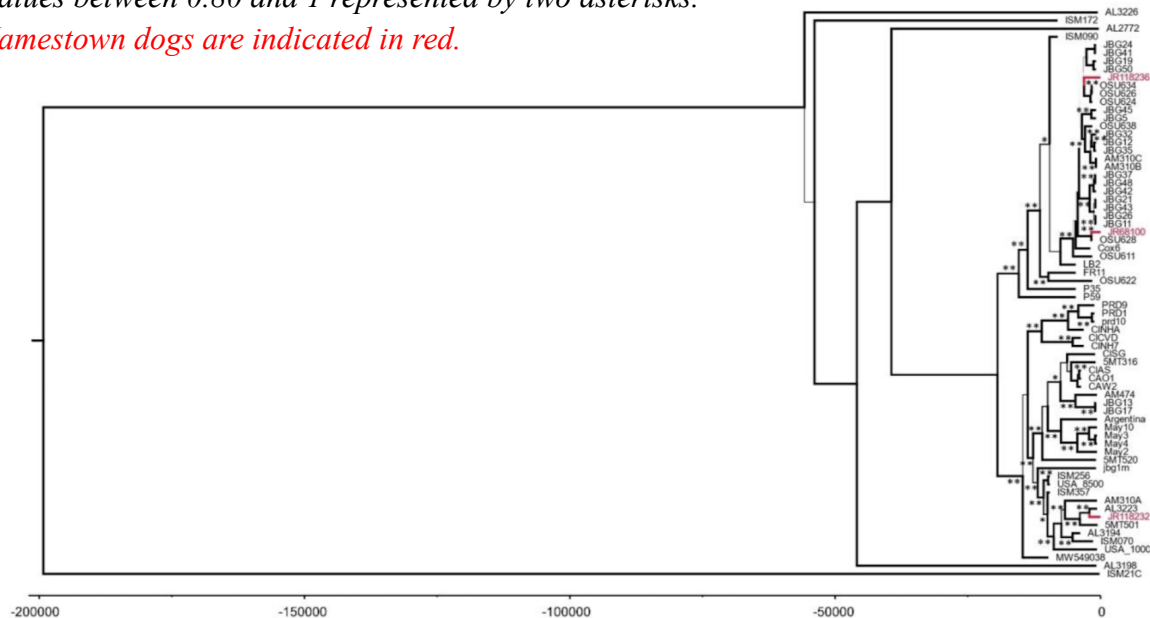 values between 0.80 and 1 represented by two asterisks.
Jamestown dogs are indicated in red.
AL3226
ISM172
AL2772
ISM090
JBG24
JBG41
JBG19
JBG50
JR118236
OSU634
OSU626
OSU624
JBG45
JBG5
OSU638
JBG32
JBG12
JBG35
AM310C
AM310B
JBG37
JBG48
JBG42
JBG21
JBG43
JBG26
JBG11
JR68100
OSU628
Cox6
OSU611
LB2
FR11
OSU622
P35
P59
PRD9
PRD1
prd10
CINHA
CICVD
CINH7
CISG
5MT316
CIAS
CAO1
CAW2
AM474
JBG13
JBG17
Argentina
May10
May3
May4
May2
5MT520
jbg1m
ISM256
USA_8500
ISM357
AM310A
AL3223
JR118232
5MT501
AL3194
ISM070
USA_1000
MW549038
AL3198
ISM21C
-200000 -150000 -100000 -50000 0